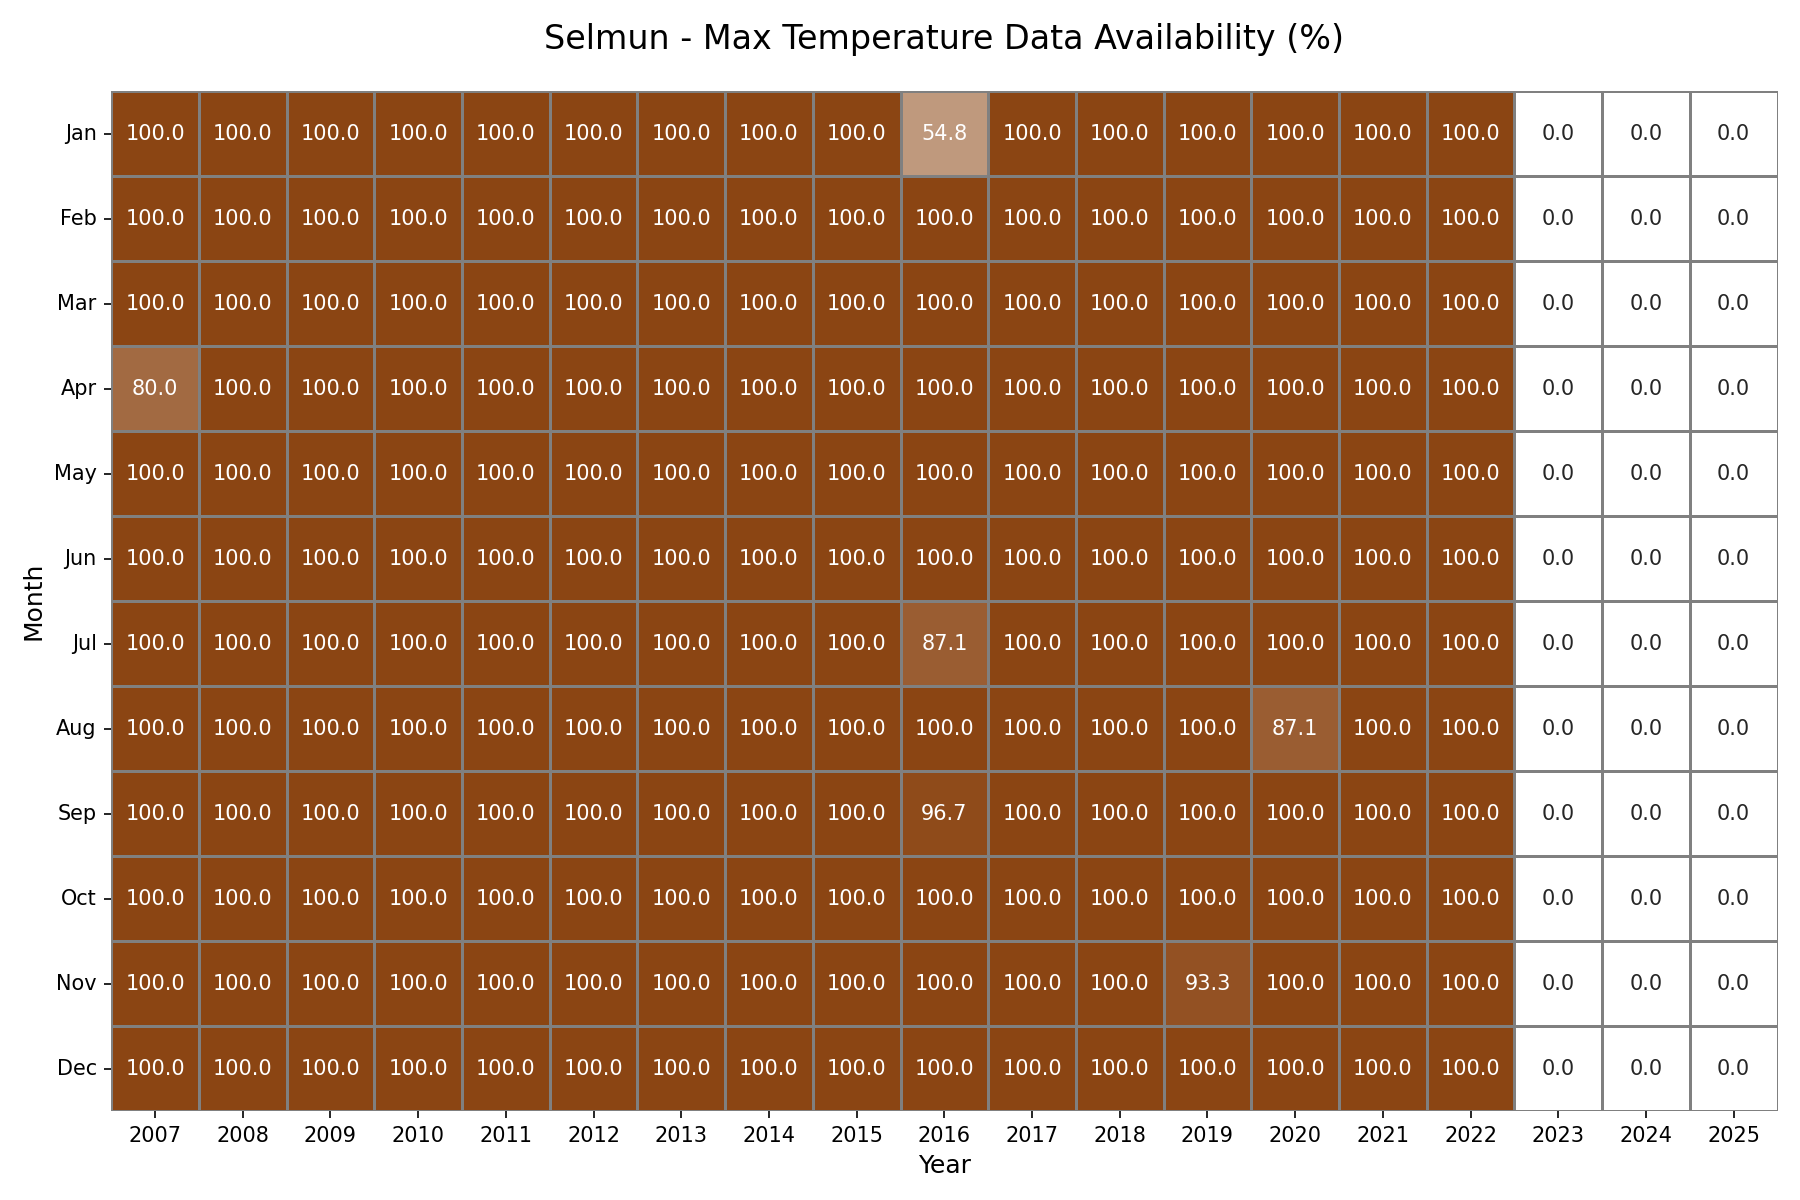 Selmun - Max Temperature Data Availability (%)
Jan 100.0 100.0 100.0 100.0 100.0 100.0 100.0 100.0 100.0 54.8 100.0 100.0 100.0 100.0 100.0 100.0 0.0 0.0 0.0
Feb 100.0 100.0 100.0 100.0 100.0 100.0 100.0 100.0 100.0 100.0 100.0 100.0 100.0 100.0 100.0 100.0 0.0 0.0 0.0
Mar 100.0 100.0 100.0 100.0 100.0 100.0 100.0 100.0 100.0 100.0 100.0 100.0 100.0 100.0 100.0 100.0 0.0 0.0 0.0
Apr 80.0 100.0 100.0 100.0 100.0 100.0 100.0 100.0 100.0 100.0 100.0 100.0 100.0 100.0 100.0 100.0 0.0 0.0 0.0
May 100.0 100.0 100.0 100.0 100.0 100.0 100.0 100.0 100.0 100.0 100.0 100.0 100.0 100.0 100.0 100.0 0.0 0.0 0.0
Jun 100.0 100.0 100.0 100.0 100.0 100.0 100.0 100.0 100.0 100.0 100.0 100.0 100.0 100.0 100.0 100.0 0.0 0.0 0.0
Jul 100.0 100.0 100.0 100.0 100.0 100.0 100.0 100.0 100.0 87.1 100.0 100.0 100.0 100.0 100.0 100.0 0.0 0.0 0.0
Aug 100.0 100.0 100.0 100.0 100.0 100.0 100.0 100.0 100.0 100.0 100.0 100.0 100.0 87.1 100.0 100.0 0.0 0.0 0.0
Sep 100.0 100.0 100.0 100.0 100.0 100.0 100.0 100.0 100.0 96.7 100.0 100.0 100.0 100.0 100.0 100.0 0.0 0.0 0.0
Oct 100.0 100.0 100.0 100.0 100.0 100.0 100.0 100.0 100.0 100.0 100.0 100.0 100.0 100.0 100.0 100.0 0.0 0.0 0.0
Nov 100.0 100.0 100.0 100.0 100.0 100.0 100.0 100.0 100.0 100.0 100.0 100.0 93.3 100.0 100.0 100.0 0.0 0.0 0.0
Dec 100.0 100.0 100.0 100.0 100.0 100.0 100.0 100.0 100.0 100.0 100.0 100.0 100.0 100.0 100.0 100.0 0.0 0.0 0.0
2007 2008 2009 2010 2011 2012 2013 2014 2015 2016 2017 2018 2019 2020 2021 2022 2023 2024 2025
Year
Month